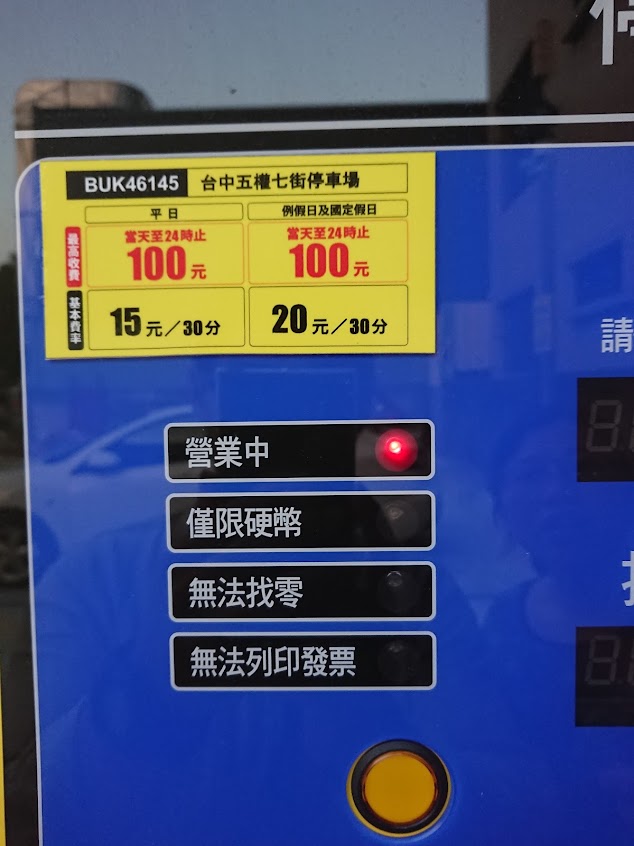 BUK46145 台中五權七街停車場
平日 例假日及國定假日
最高收費 當天至24時止 當天至24時止
100元 100元
基本費率 15元/30分 20元/30分
請
營業中
僅限硬幣
無法找零
無法列印發票